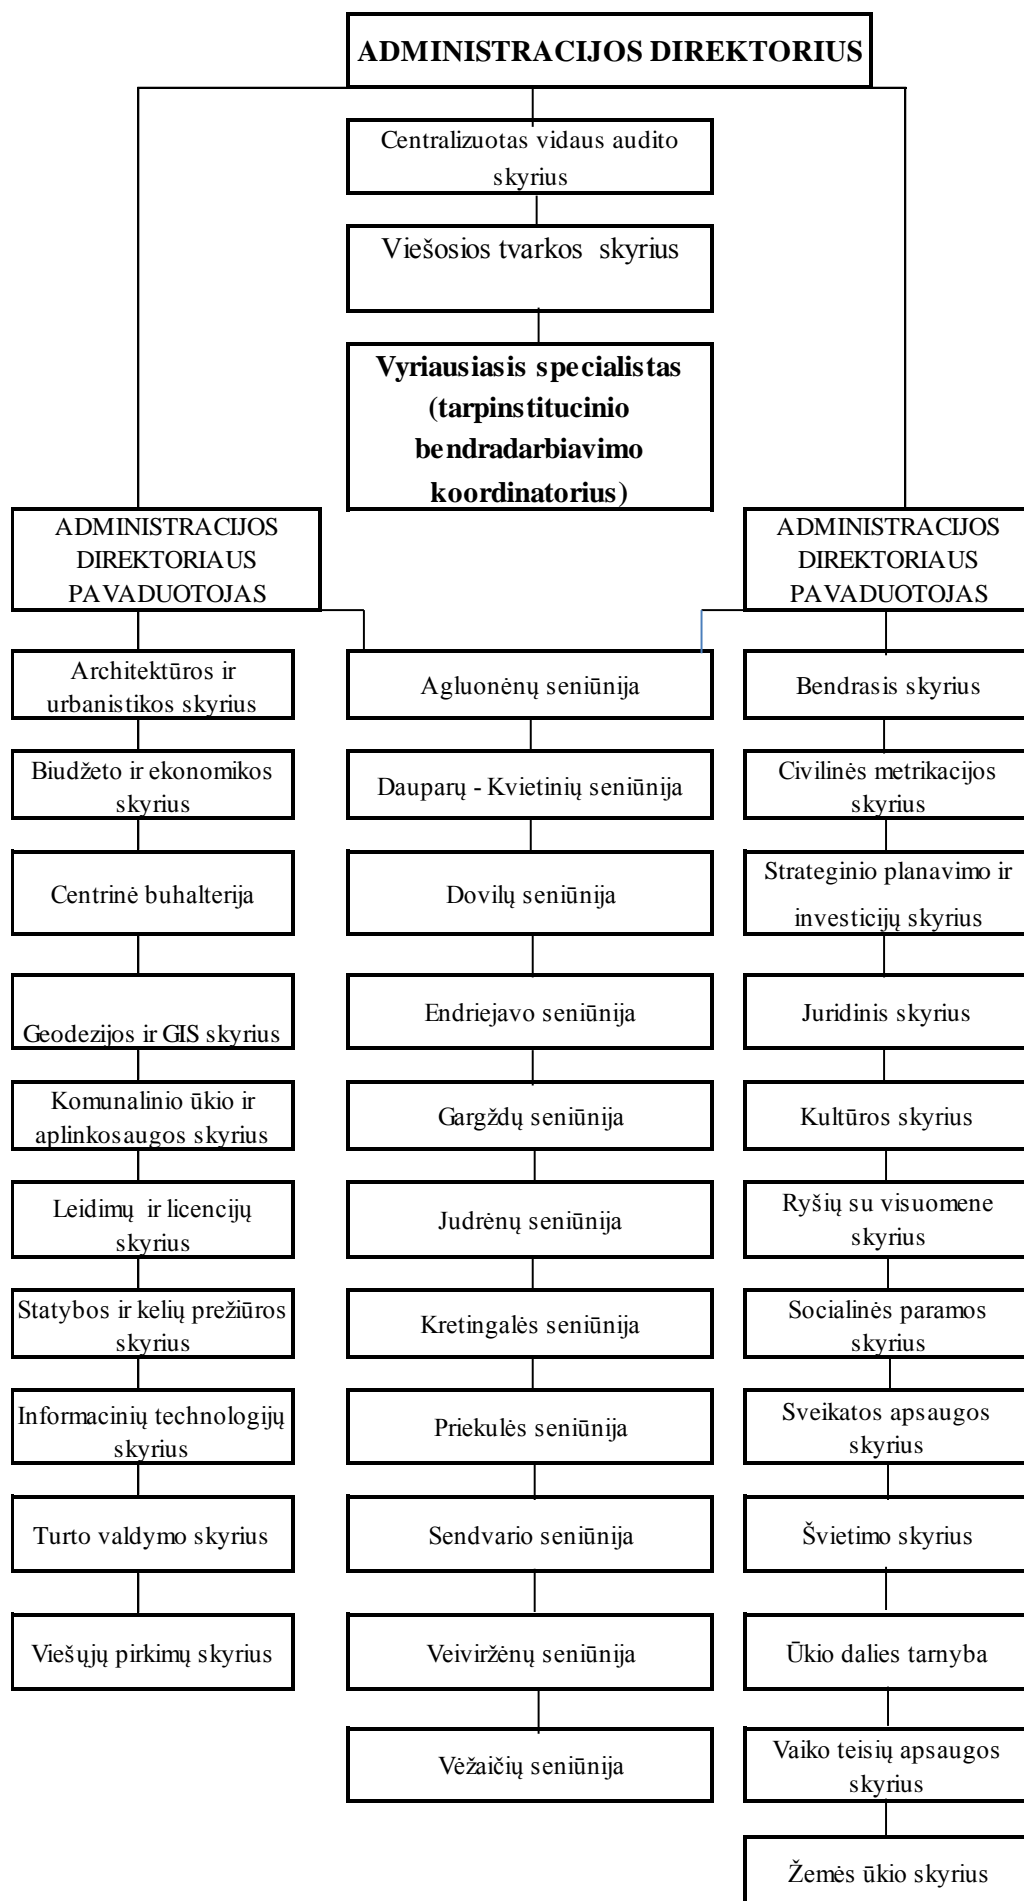 ADMINISTRACIJOS DIREKTORIUS
Centralizuotas vidaus audito
skyrius
Viešosios tvarkos skyrius
Vyriausiasis specialistas
(tarpinstitucinio
bendradarbiavimo
koordinatorius)
ADMINISTRACIJOS
DIREKTORIAUS
PAVADUOTOJAS
Architektūros ir
urbanistikos skyrius
Biudžeto ir ekonomikos
skyrius
Centrinė buhalterija
Geodezijos ir GIS skyrius
Komunalinio ūkio ir
aplinkosaugos skyrius
Leidimų ir licencijų
skyrius
Statybos ir kelių prežiūros
skyrius
Informacinių technologijų
skyrius
Turto valdymo skyrius
Viešųjų pirkimų skyrius
Agluonėnų seniūnija
Dauparų - Kvietinių seniūnija
Dovilų seniūnija
Endriejavo seniūnija
Gargždų seniūnija
Judrėnų seniūnija
Kretingalės seniūnija
Priekulės seniūnija
Sendvario seniūnija
Veiviržėnų seniūnija
Vėžaičių seniūnija
ADMINISTRACIJOS
DIREKTORIAUS
PAVADUOTOJAS
Bendrasis skyrius
Civilinės metrikacijos
skyrius
Strateginio planavimo ir
investicijų skyrius
Juridinis skyrius
Kultūros skyrius
Ryšių su visuomene
skyrius
Socialinės paramos
skyrius
Sveikatos apsaugos
skyrius
Švietimo skyrius
Ūkio dalies tarnyba
Vaiko teisių apsaugos
skyrius
Žemės ūkio skyrius